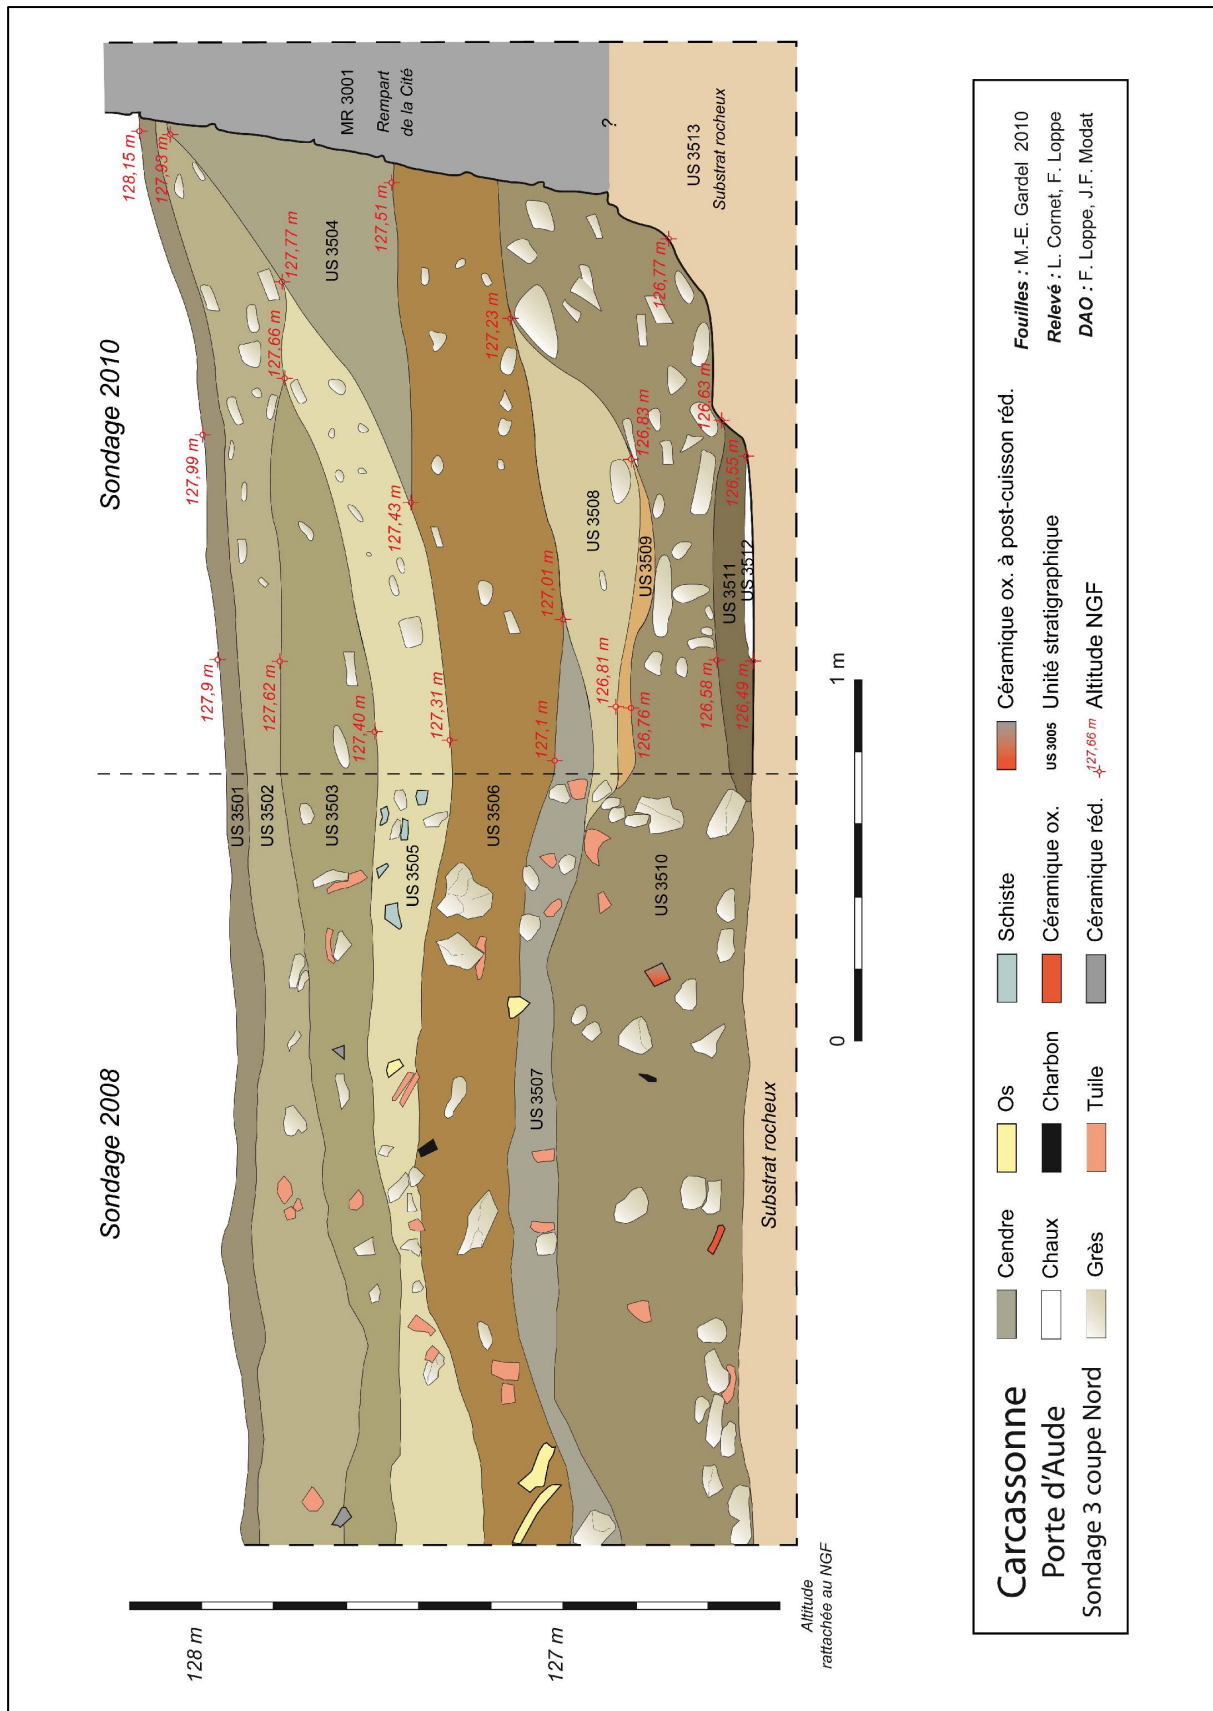 Sondage 2008
Sondage 2010
128,15 m
127,93 m
127,99 m
127,9 m
127,77 m
127,66 m
127,62 m
127,51 m
127,43 m
127,40 m
127,31 m
127,23 m
127,01 m
127,1 m
126,83 m
126,81 m
126,76 m
126,77 m
126,63 m
126,58 m
126,55 m
126,49 m
MR 3001
Rempart
de la Cité
?
US 3501
US 3502
US 3503
US 3504
US 3505
US 3506
US 3507
US 3508
US 3509
US 3510
US 3511
US 3512
US 3513
Substrat rocheux
Substrat rocheux
128 m
127 m
Altitude
rattachée au NGF
0
1 m
Carcassonne
Porte d'Aude
Sondage 3 coupe Nord
Cendre
Chaux
Grès
Os
Charbon
Tuile
Schiste
Céramique ox.
Céramique réd.
Céramique ox. à post-cuisson réd.
US 3005 Unité stratigraphique
127,66 m Altitude NGF
Fouilles : M.-E. Gardel 2010
Relevé : L. Cornet, F. Loppe
DAO : F. Loppe, J.F. Modat